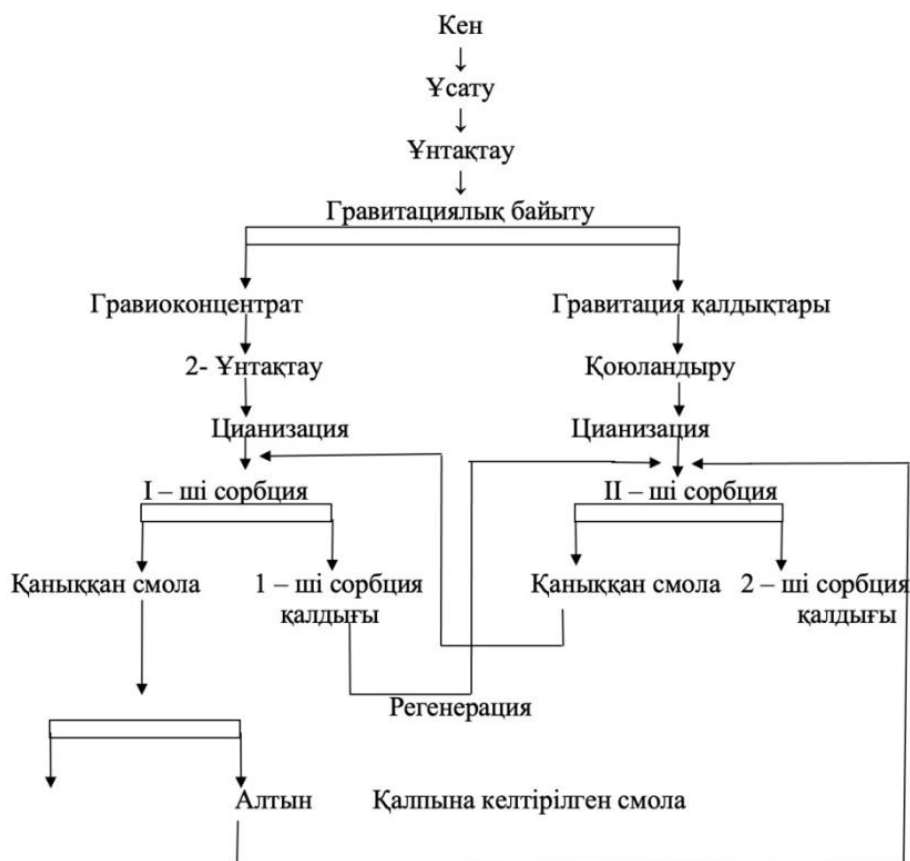 Кен
Ұсату
Ұнтақтау
Гравитациялық байыту
Гравиоконцентрат
Гравитация қалдықтары
2- Ұнтақтау
Қоюландыру
Цианизация
Цианизация
I – ші сорбция
II – ші сорбция
Қаныққан смола
1 – ші сорбция
қалдығы
Қаныққан смола
2 – ші сорбция
қалдығы
Регенерация
Алтын
Қалпына келтірілген смола